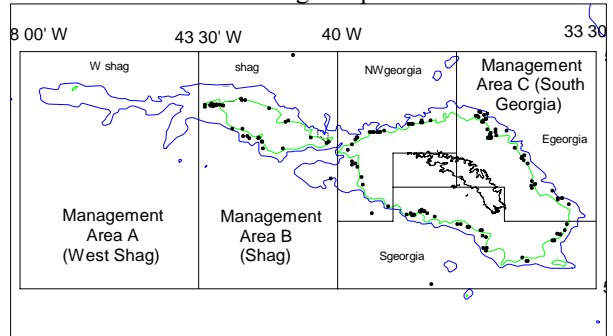 8 00' W
43 30' W
40 W
33 30
W shag
shag
NWgeorgia
Management
Area C (South
Georgia)
Egeorgia
Management
Area A
(West Shag)
Management
Area B
(Shag)
Sgeorgia